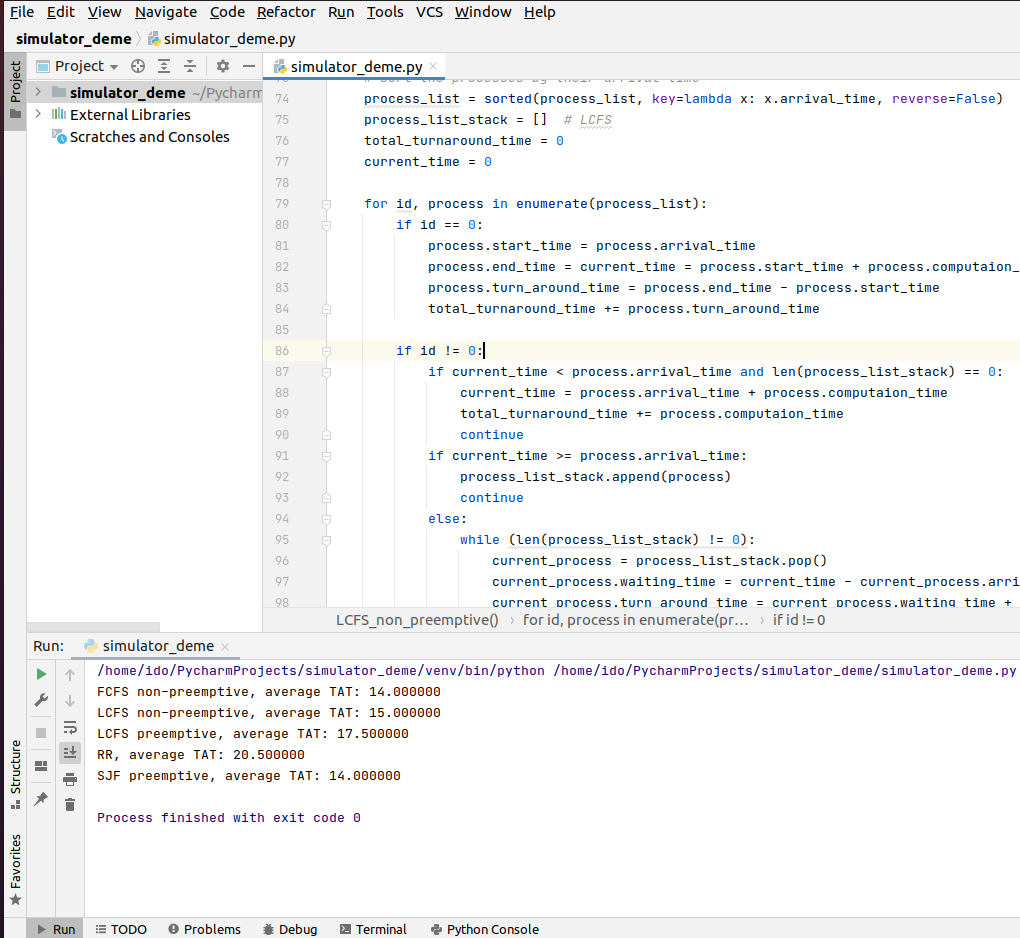 File Edit View Navigate Code Refactor Run Tools VCS Window Help
simulator_deme simulator_deme.py
Project
Project
simulator_deme.py
simulator_deme ~/Pycharm
External Libraries
Scratches and Consoles
# Sort the processes by their arrival time
74 process_list = sorted(process_list, key=lambda x: x.arrival_time, reverse=False)
75 process_list_stack = [] # LCFS
76 total_turnaround_time = 0
77 current_time = 0
78
79 for id, process in enumerate(process_list):
80 if id == 0:
81 process.start_time = process.arrival_time
82 process.end_time = current_time = process.start_time + process.computaion_
83 process.turn_around_time = process.end_time - process.start_time
84 total_turnaround_time += process.turn_around_time
85
86 if id != 0:
87 if current_time < process.arrival_time and len(process_list_stack) == 0:
88 current_time = process.arrival_time + process.computaion_time
89 total_turnaround_time += process.computaion_time
90 continue
91 if current_time >= process.arrival_time:
92 process_list_stack.append(process)
93 continue
94 else:
95 while (len(process_list_stack) != 0):
96 current_process = process_list_stack.pop()
97 current_process.waiting_time = current_time - current_process.arri
98 current_process.turn_around_time = current_process.waiting_time +
LCFS_non_preemptive() › for id, process in enumerate(pr... › if id != 0
Run: simulator_deme
/home/ido/PycharmProjects/simulator_deme/venv/bin/python /home/ido/PycharmProjects/simulator_deme/simulator_deme.py
FCFS non-preemptive, average TAT: 14.000000
LCFS non-preemptive, average TAT: 15.000000
LCFS preemptive, average TAT: 17.500000
RR, average TAT: 20.500000
SJF preemptive, average TAT: 14.000000
Process finished with exit code 0
Structure
Favorites
Run TODO Problems Debug Terminal Python Console